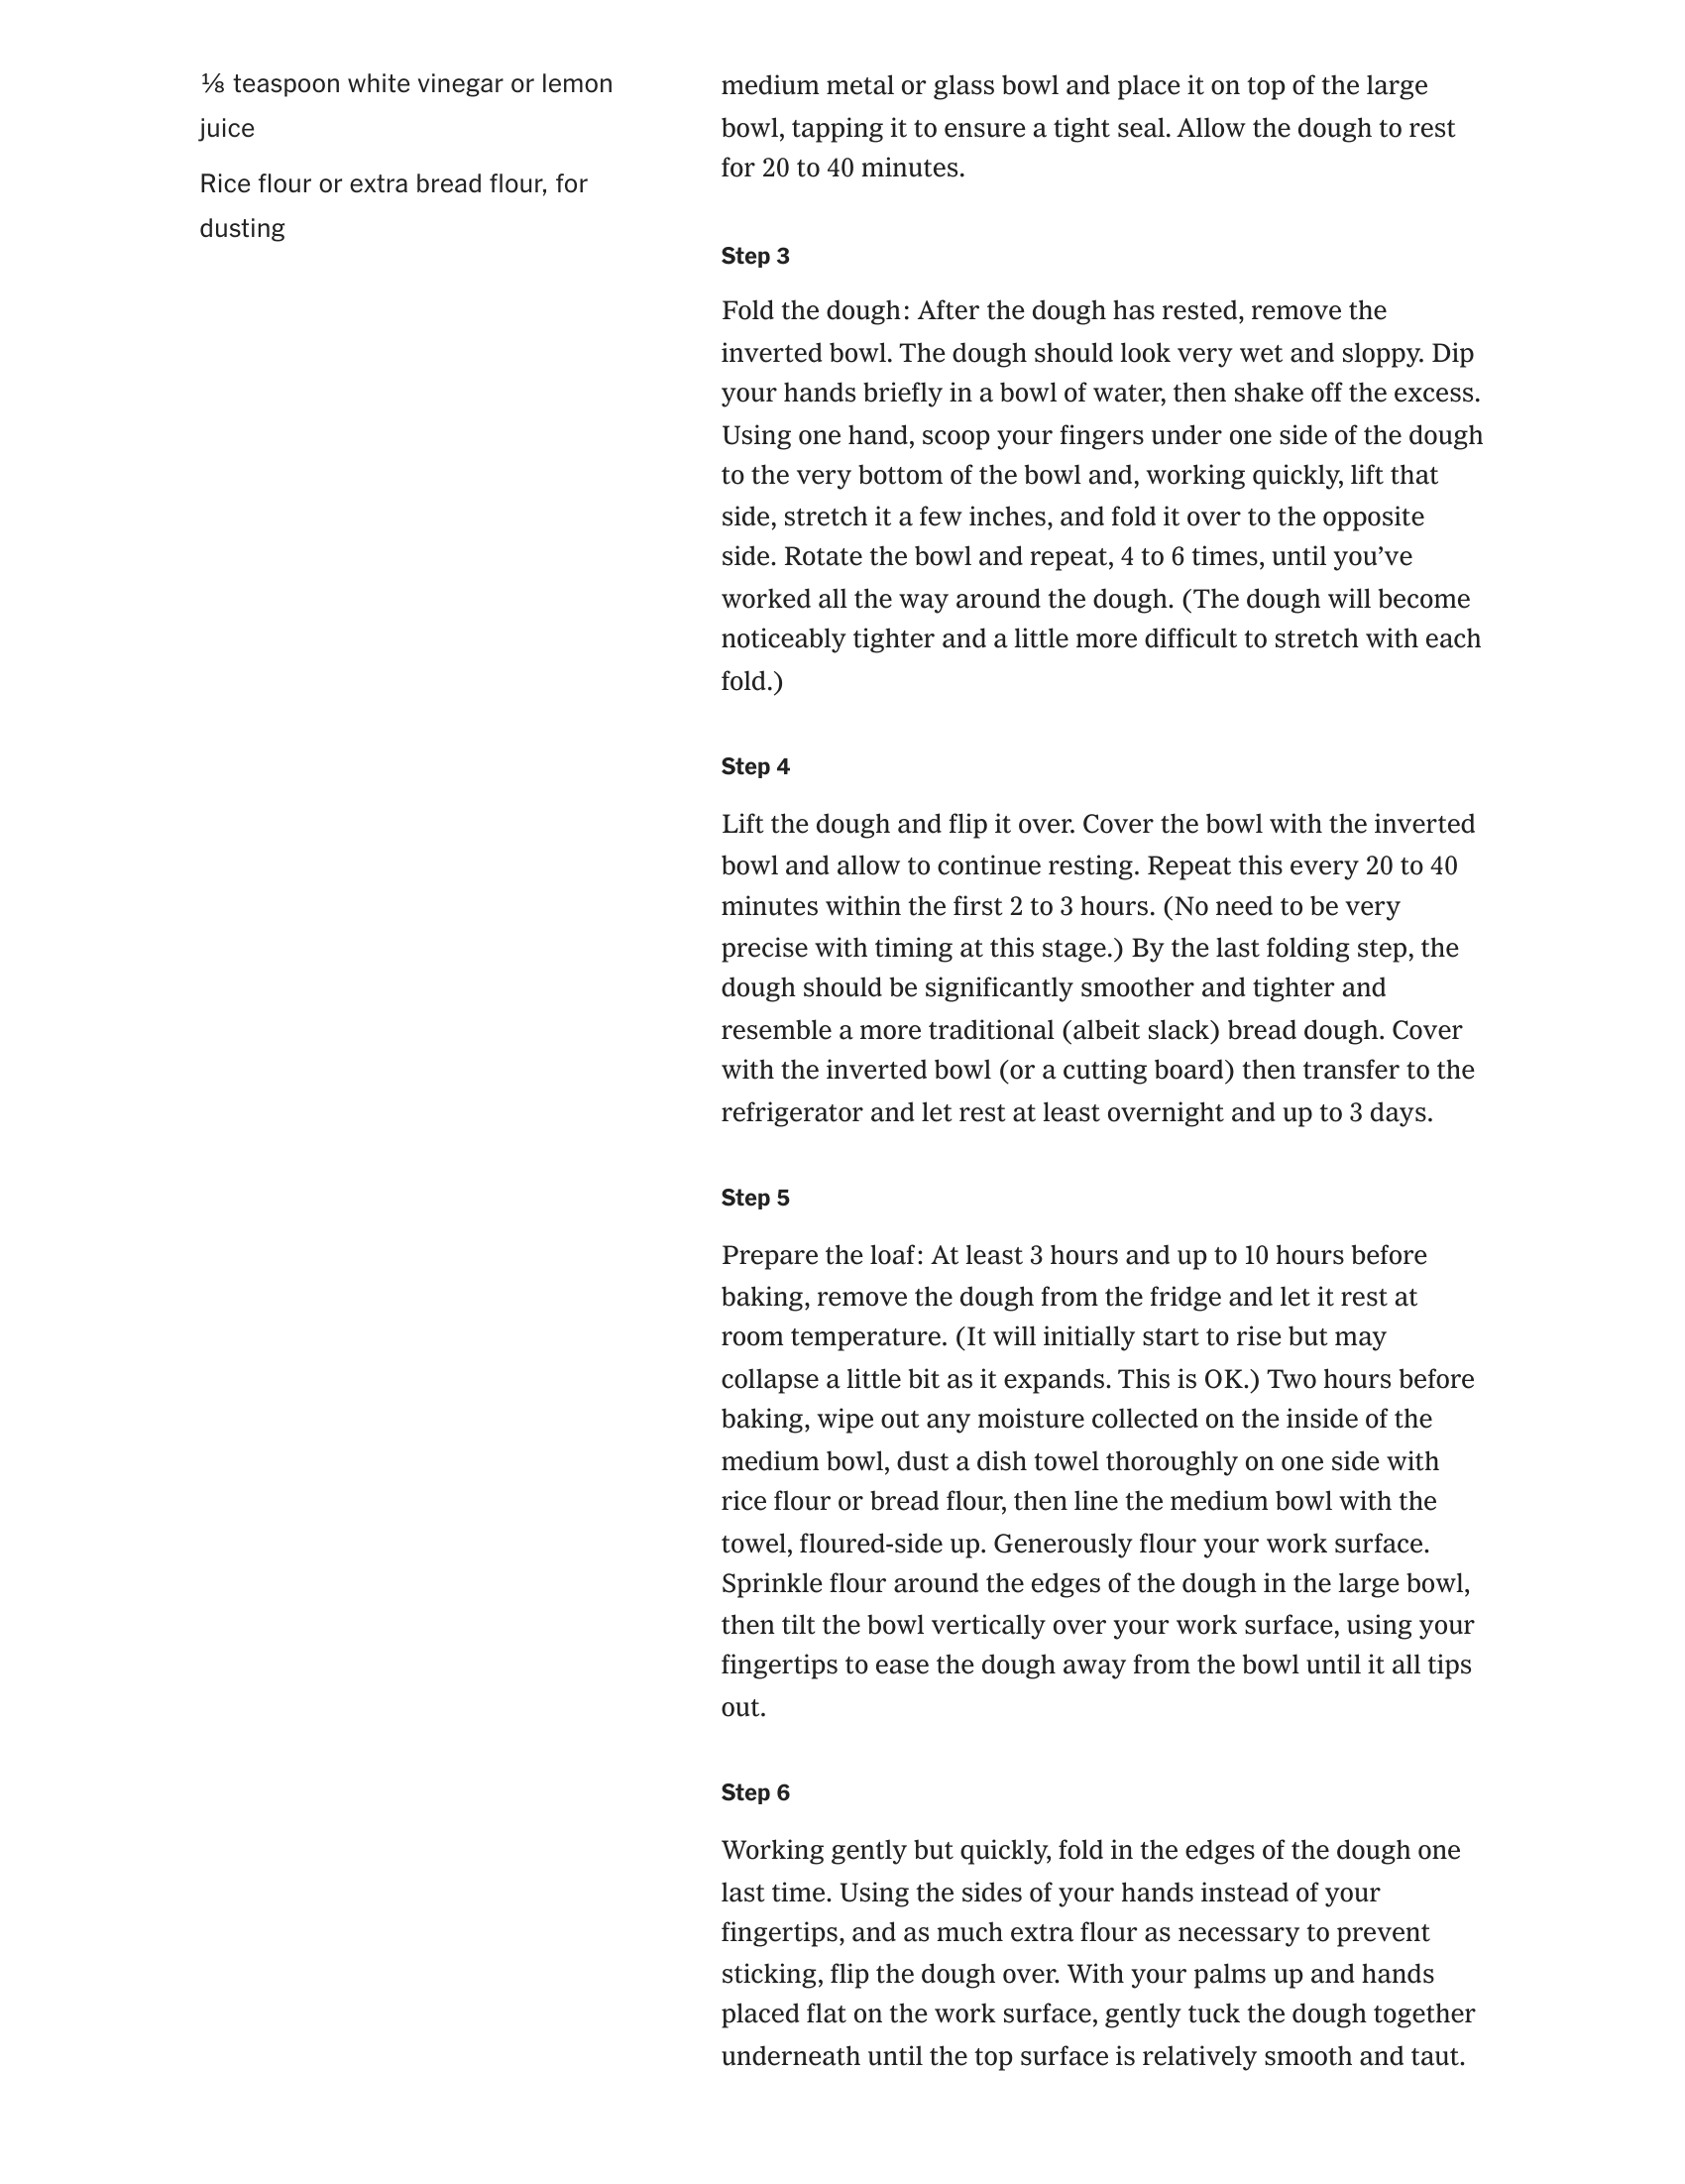 ⅛ teaspoon white vinegar or lemon
juice
Rice flour or extra bread flour, for
dusting
medium metal or glass bowl and place it on top of the large
bowl, tapping it to ensure a tight seal. Allow the dough to rest
for 20 to 40 minutes.
Step 3
Fold the dough: After the dough has rested, remove the
inverted bowl. The dough should look very wet and sloppy. Dip
your hands briefly in a bowl of water, then shake off the excess.
Using one hand, scoop your fingers under one side of the dough
to the very bottom of the bowl and, working quickly, lift that
side, stretch it a few inches, and fold it over to the opposite
side. Rotate the bowl and repeat, 4 to 6 times, until you’ve
worked all the way around the dough. (The dough will become
noticeably tighter and a little more difficult to stretch with each
fold.)
Step 4
Lift the dough and flip it over. Cover the bowl with the inverted
bowl and allow to continue resting. Repeat this every 20 to 40
minutes within the first 2 to 3 hours. (No need to be very
precise with timing at this stage.) By the last folding step, the
dough should be significantly smoother and tighter and
resemble a more traditional (albeit slack) bread dough. Cover
with the inverted bowl (or a cutting board) then transfer to the
refrigerator and let rest at least overnight and up to 3 days.
Step 5
Prepare the loaf: At least 3 hours and up to 10 hours before
baking, remove the dough from the fridge and let it rest at
room temperature. (It will initially start to rise but may
collapse a little bit as it expands. This is OK.) Two hours before
baking, wipe out any moisture collected on the inside of the
medium bowl, dust a dish towel thoroughly on one side with
rice flour or bread flour, then line the medium bowl with the
towel, floured-side up. Generously flour your work surface.
Sprinkle flour around the edges of the dough in the large bowl,
then tilt the bowl vertically over your work surface, using your
fingertips to ease the dough away from the bowl until it all tips
out.
Step 6
Working gently but quickly, fold in the edges of the dough one
last time. Using the sides of your hands instead of your
fingertips, and as much extra flour as necessary to prevent
sticking, flip the dough over. With your palms up and hands
placed flat on the work surface, gently tuck the dough together
underneath until the top surface is relatively smooth and taut.